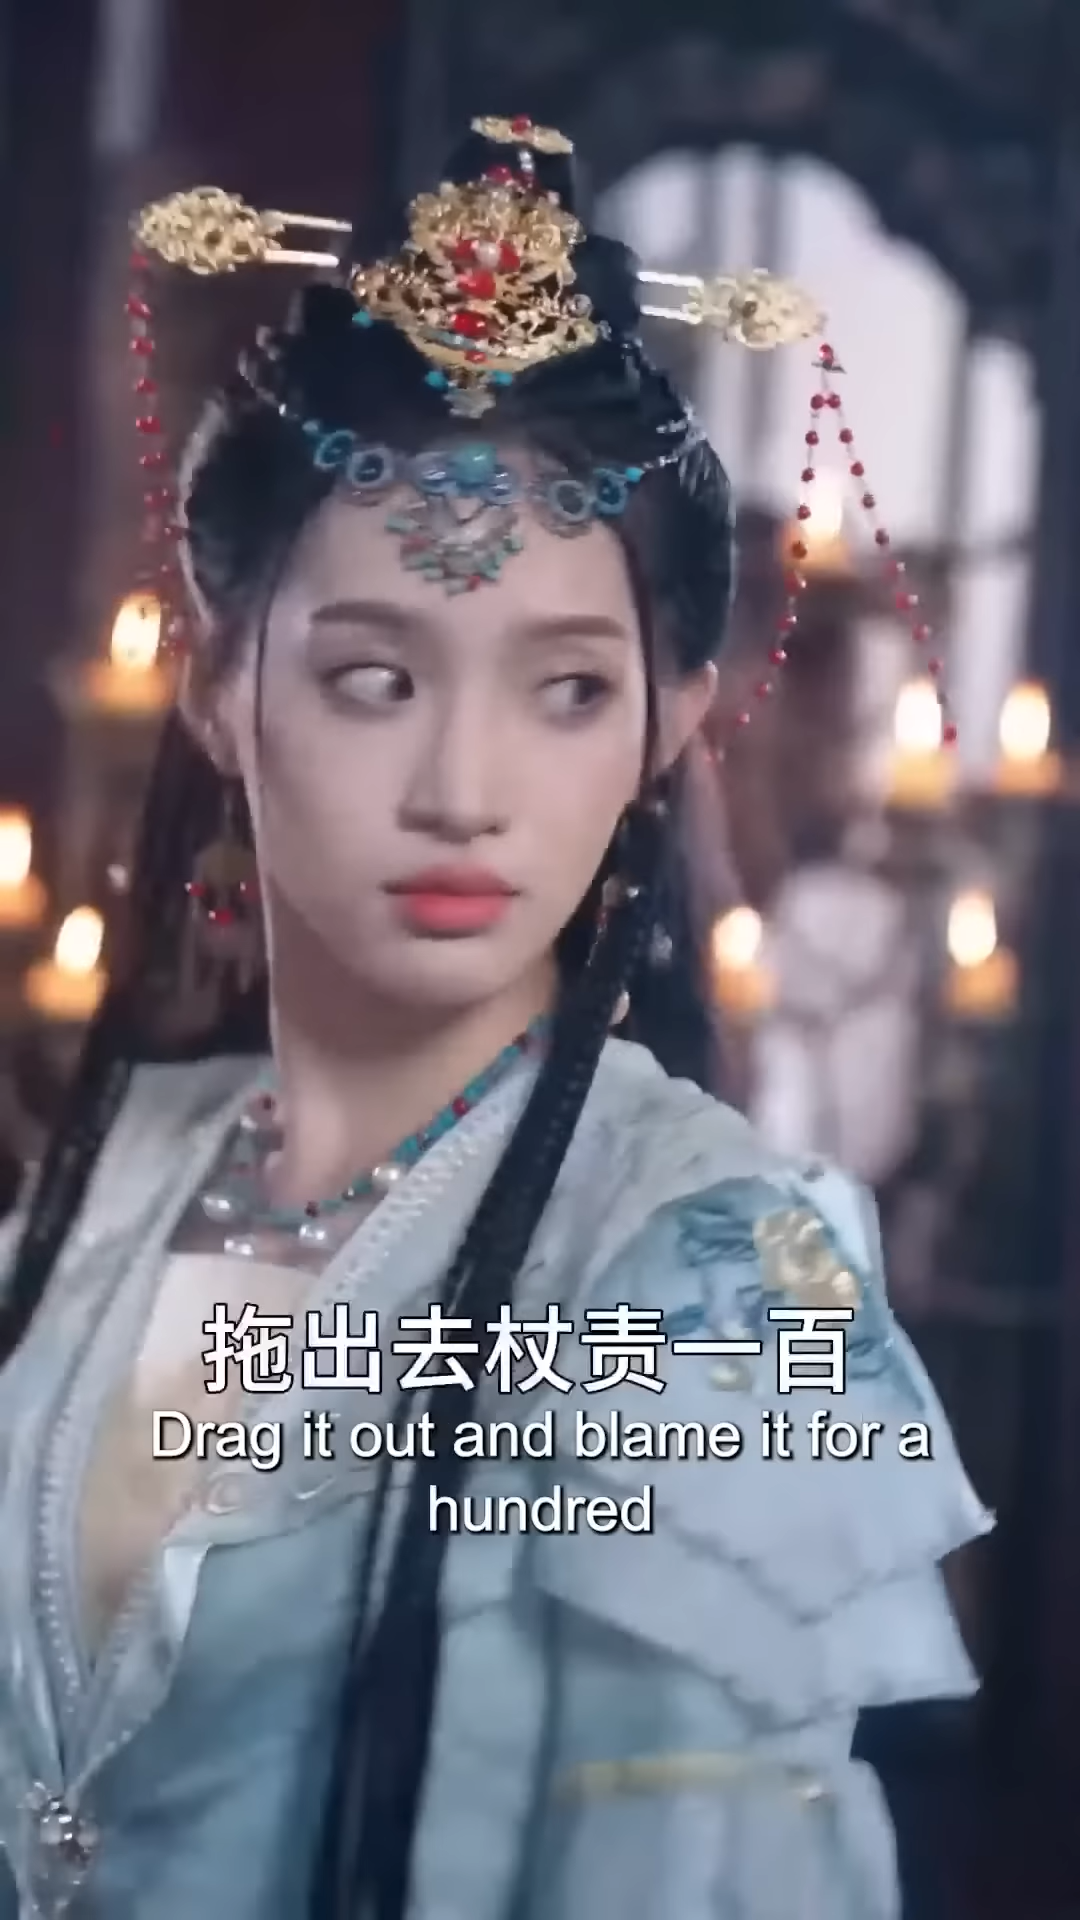 拖出去杖责一百
Drag it out and blame it for a
hundred